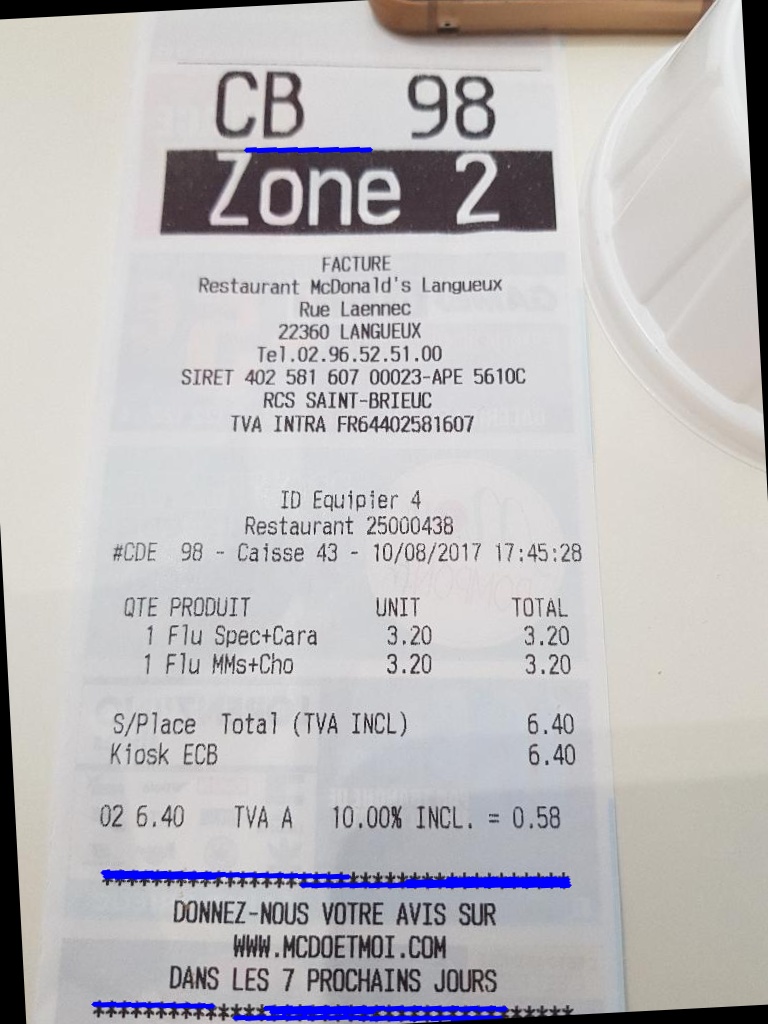 CB 98
Zone 2
FACTURE
Restaurant McDonald's Langueux
Rue Laennec
22360 LANGUEUX
Tel.02.96.52.51.00
SIRET 402 581 607 00023-APE 5610C
RCS SAINT-BRIEUC
TVA INTRA FR64402581607
ID Equipier 4
Restaurant 25000438
#CDE 98 - Caisse 43 - 10/08/2017 17:45:28
QTE PRODUIT UNIT TOTAL
1 Flu Spec+Cara 3.20 3.20
1 Flu MMs+Cho 3.20 3.20
S/Place Total (TVA INCL) 6.40
Kiosk ECB 6.40
02 6.40 TVA A 10.00% INCL. = 0.58
DONNEZ-NOUS VOTRE AVIS SUR
WWW.MCDOETMOI.COM
DANS LES 7 PROCHAINS JOURS